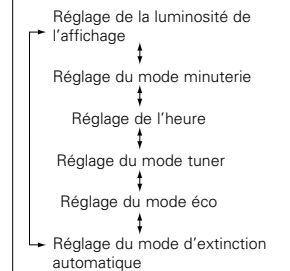 Réglage de la luminosité de
l'affichage
Réglage du mode minuterie
Réglage de l'heure
Réglage du mode tuner
Réglage du mode éco
Réglage du mode d'extinction
automatique